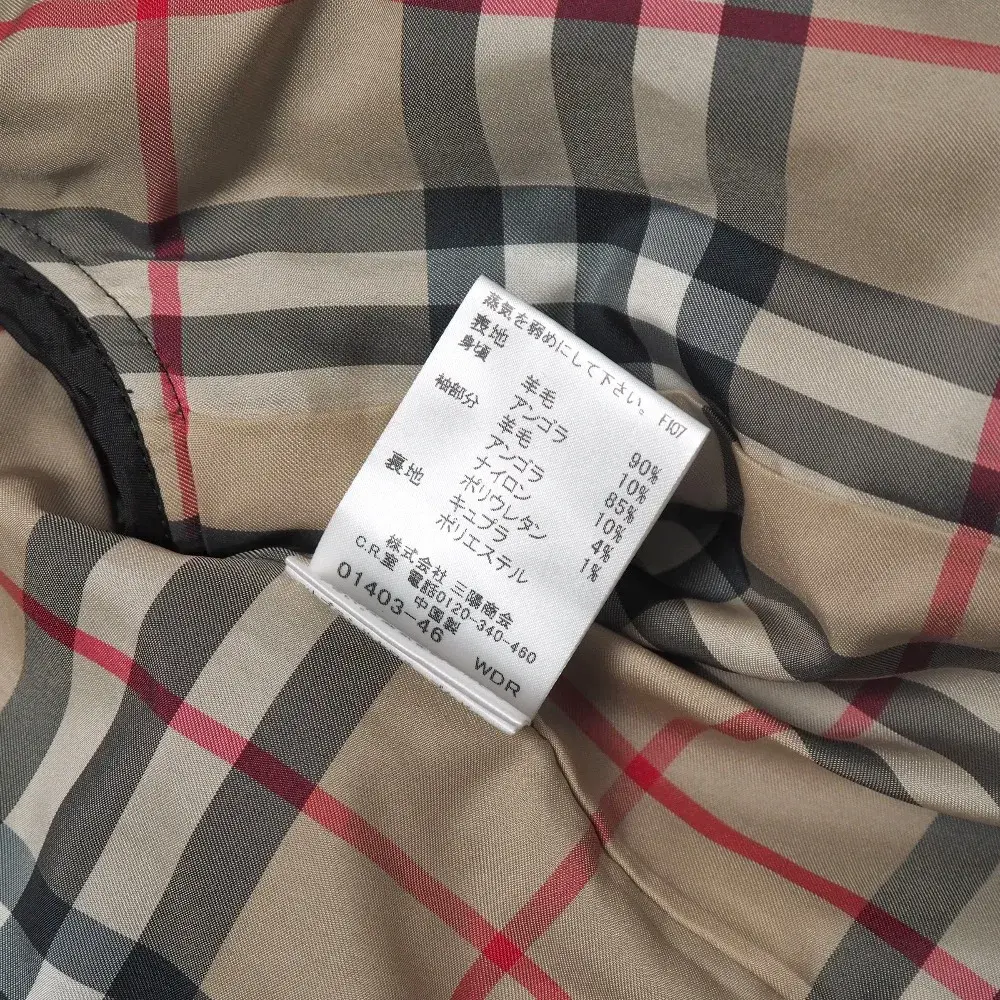 蒸気を弱めにして下さい。 FI07
表地
身頃
羊毛 90%
アンゴラ 10%
袖部分
羊毛 85%
アンゴラ 10%
ナイロン 4%
ポリウレタン 1%
裏地
キュプラ
ポリエステル
株式会社 三陽商会
C.R.室 電話0120-340-460
中国製
01403-46 WDR